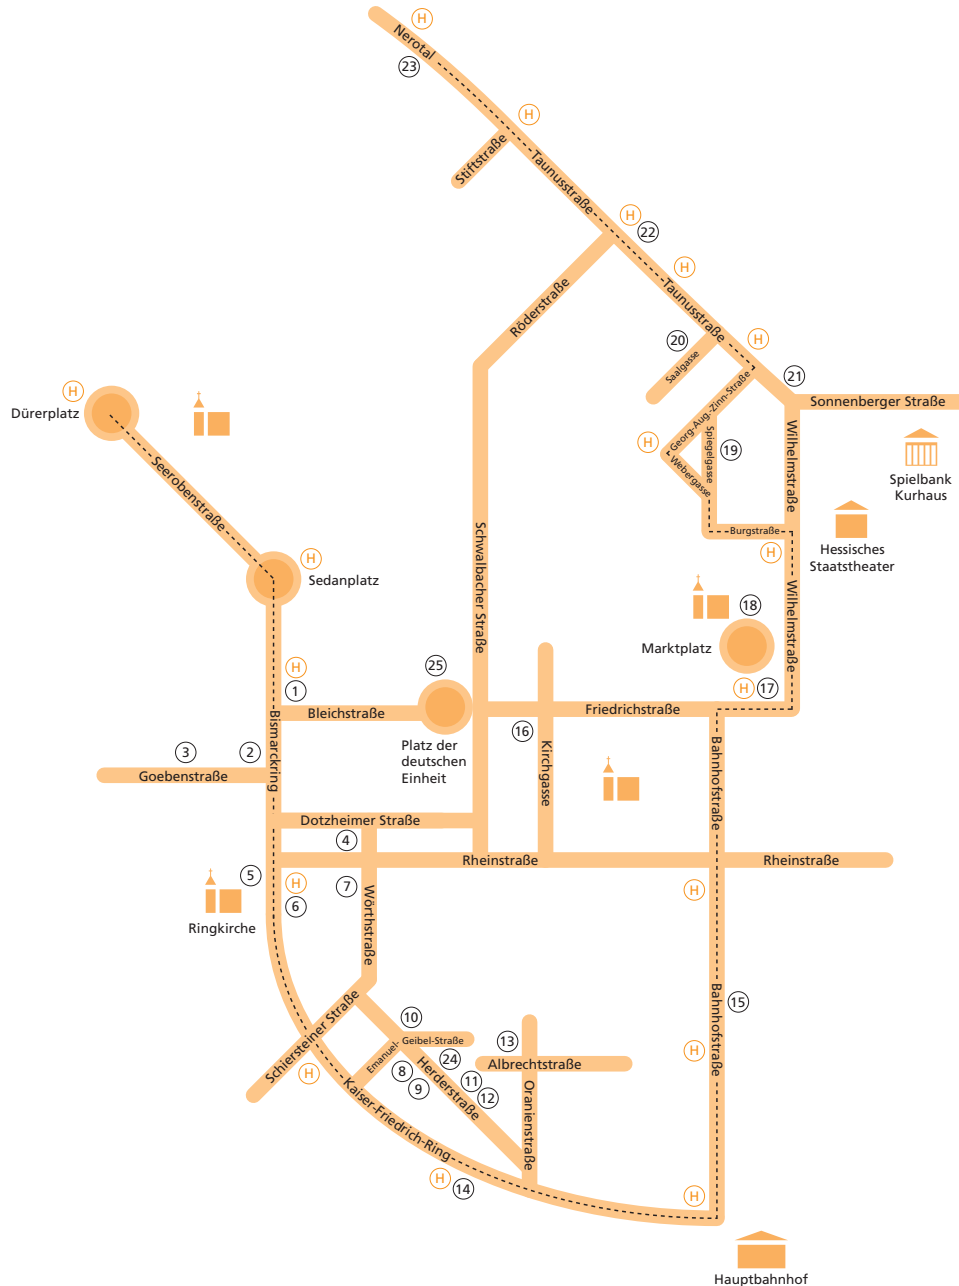 H
Nerotal
23
H
Stiftstraße
Taunusstraße
H
22
H
Taunusstraße
Röderstraße
20
H
Saalgasse
21
H
Dürerplatz
Sonnenberger Straße
Georg-Aug.-Zinn-Straße
H
Spiegelgasse
19
Wilhelmstraße
Webergasse
Spielbank
Kurhaus
Seerobenstraße
Burgstraße
H
Hessisches
Staatstheater
Schwalbacher Straße
H
Sedanplatz
18
Wilhelmstraße
Marktplatz
H
1
25
H
17
Bleichstraße
Friedrichstraße
Bismarckring
16
3
2
Platz der
deutschen
Einheit
Kirchgasse
Bahnhofstraße
Goebenstraße
Dotzheimer Straße
4
Rheinstraße
Rheinstraße
5
H
6
7
H
Ringkirche
Wörthstraße
Bahnhofstraße
15
Schiersteiner Straße
10
Emanuel-
Geibel-Straße
13
24
H
8
9
11
12
Albrechtstraße
H
Herderstraße
Kaiser-Friedrich-Ring
Oranienstraße
H
14
H
Hauptbahnhof